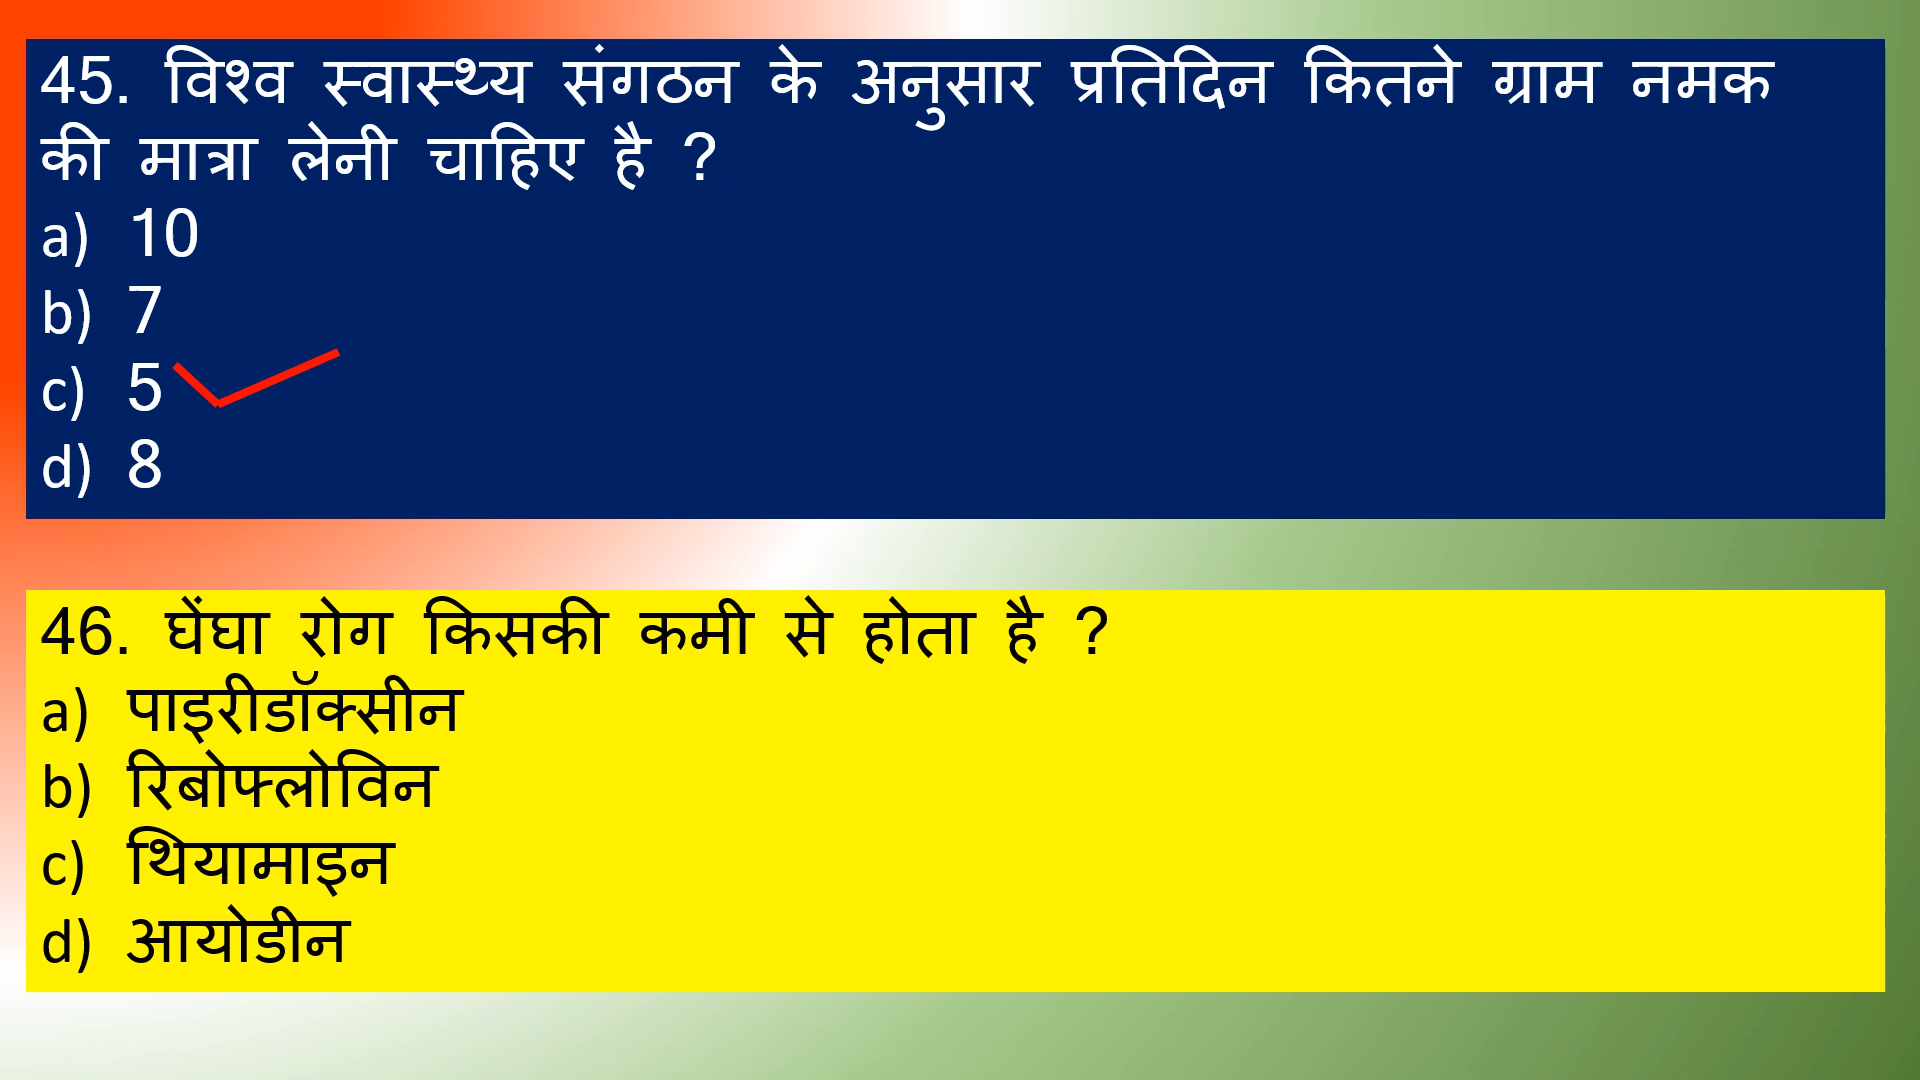 45. विश्व स्वास्थ्य संगठन के अनुसार प्रतिदिन कितने ग्राम नमक
की मात्रा लेनी चाहिए है ?
a) 10
b) 7
c) 5
d) 8
46. घेंघा रोग किसकी कमी से होता है ?
a) पाइरीडॉक्सीन
b) रिबोफ्लोविन
c) थियामाइन
d) आयोडीन